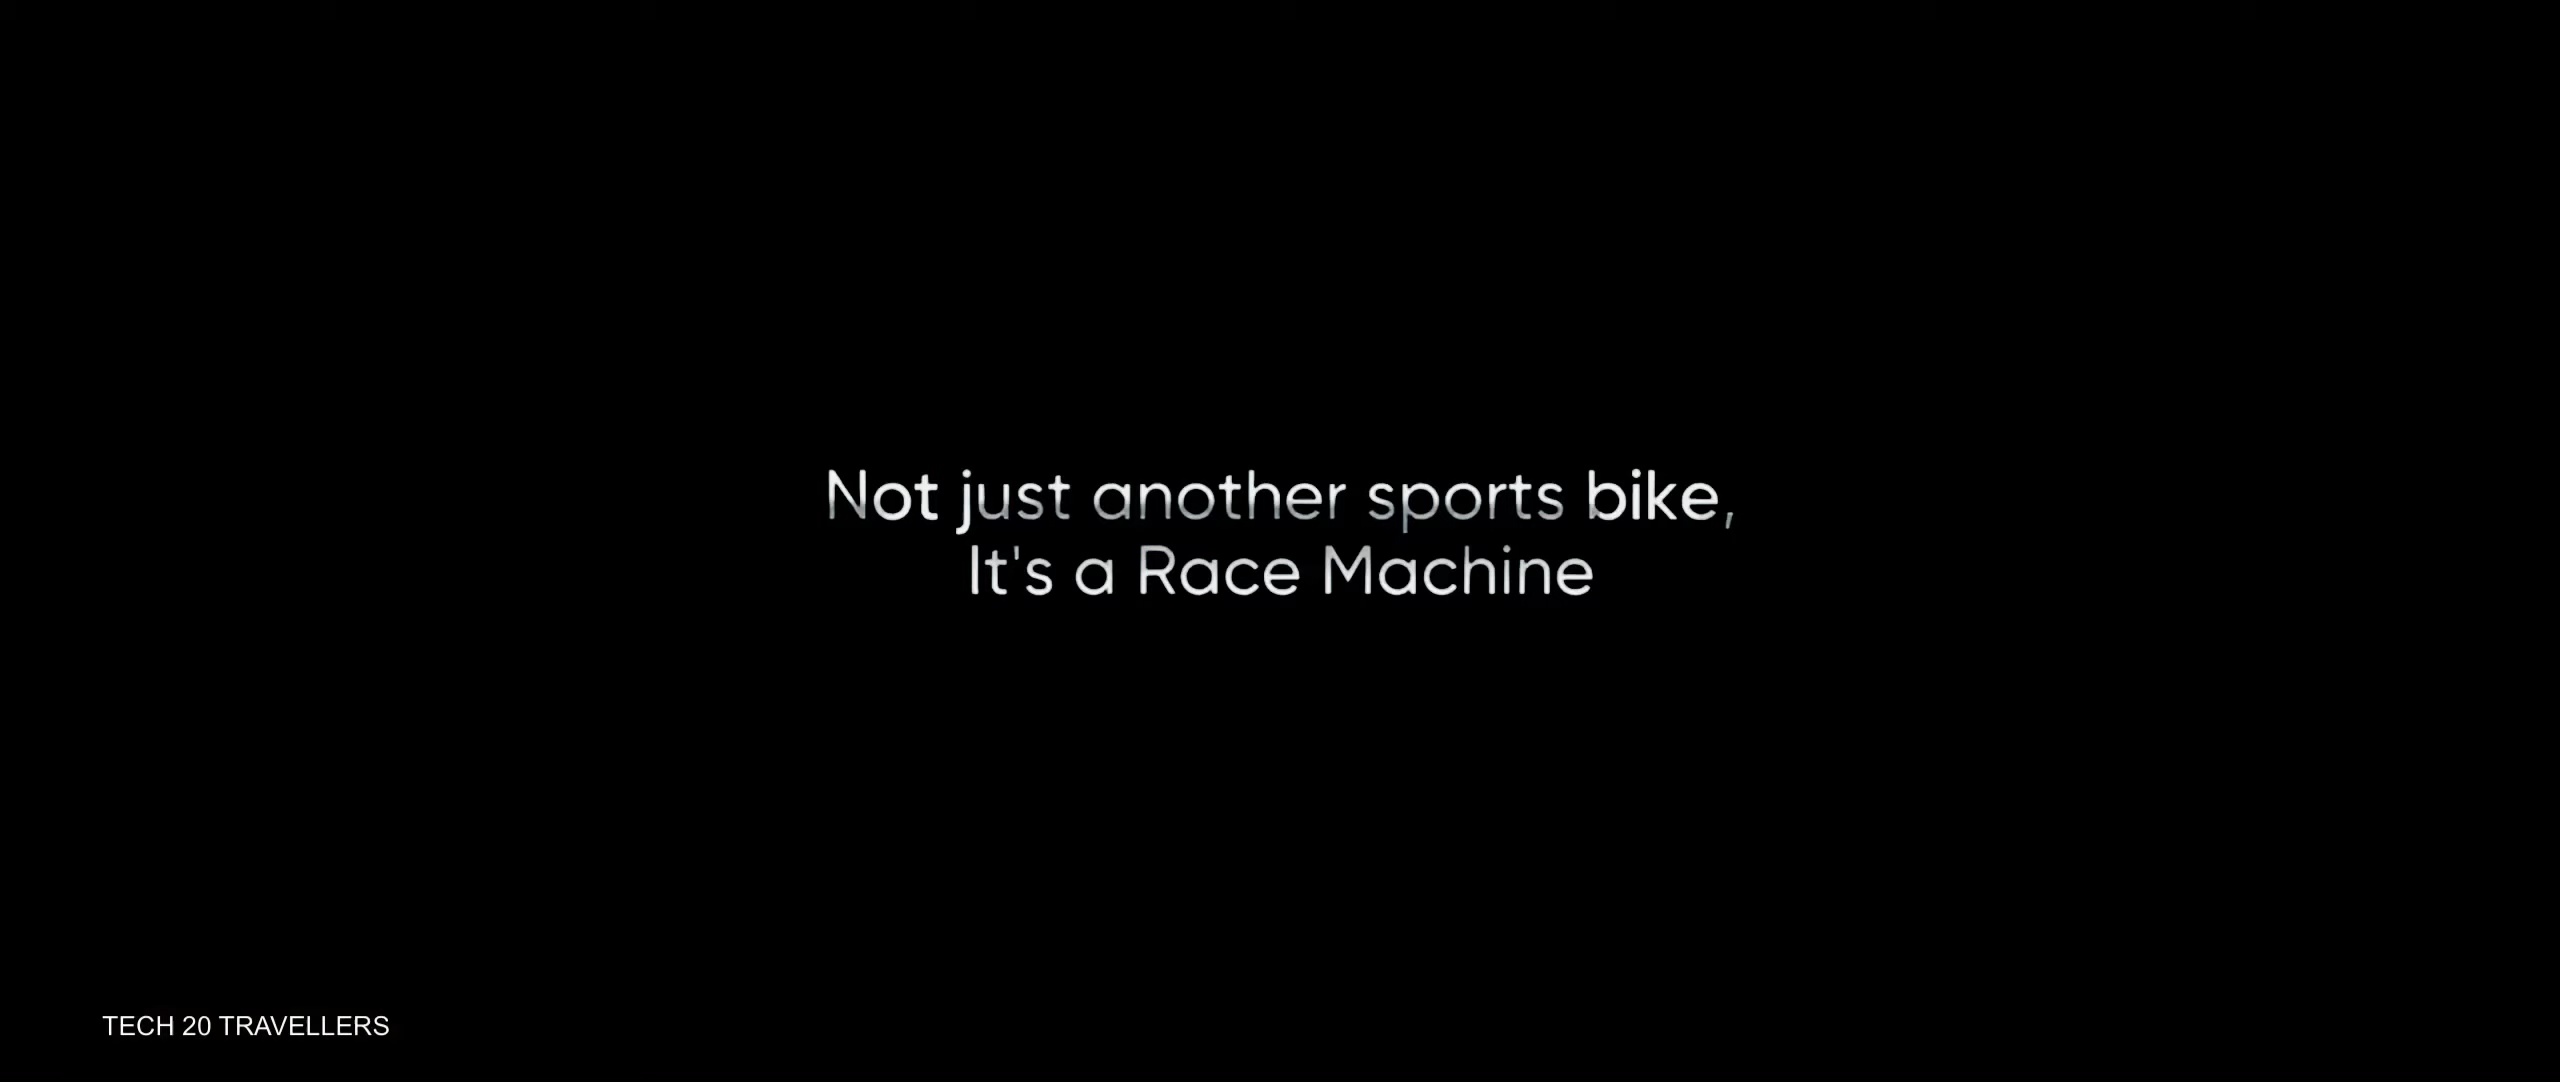 Not just another sports bike,
It's a Race Machine
TECH 20 TRAVELLERS